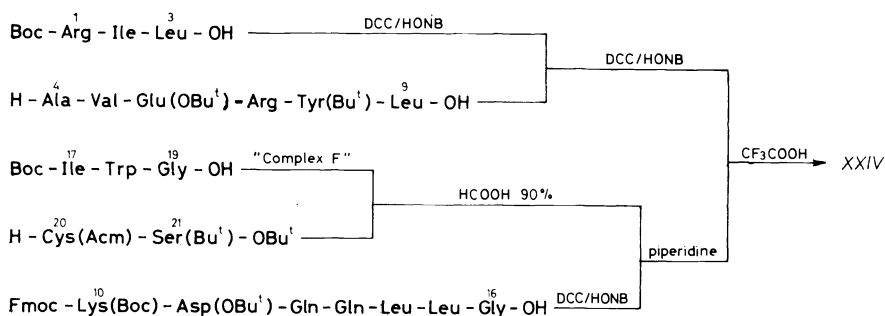 1 3
Boc-Arg-Ile-Leu-OH DCC/HONB
DCC/HONB
4 9
H-Ala-Val-Glu(OBuᵗ)-Arg-Tyr(Buᵗ)-Leu-OH
17 19
Boc-Ile-Trp-Gly-OH "Complex F"
CF₃COOH XXIV
HCOOH 90%
20 21
H-Cys(Acm)-Ser(Buᵗ)-OBuᵗ
piperidine
10 16
Fmoc-Lys(Boc)-Asp(OBuᵗ)-Gln-Gln-Leu-Leu-Gly-OH DCC/HONB